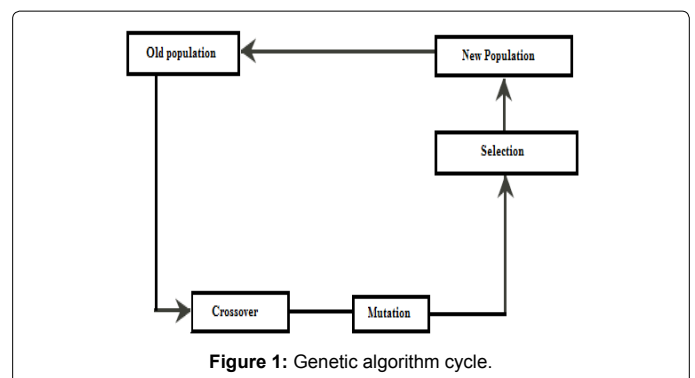 Old population
New Population
Selection
Crossover
Mutation
Figure 1: Genetic algorithm cycle.